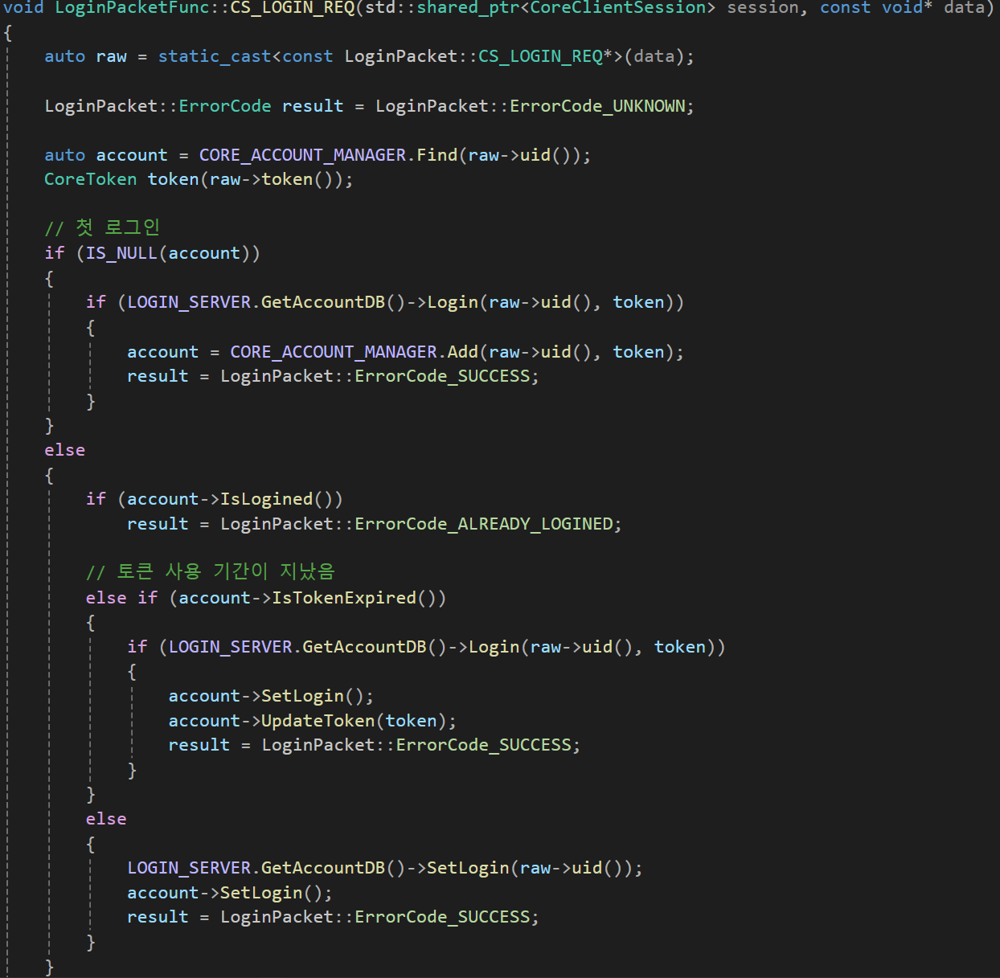 void LoginPacketFunc::CS_LOGIN_REQ(std::shared_ptr<CoreClientSession> session, const void* data)
{
    auto raw = static_cast<const LoginPacket::CS_LOGIN_REQ*>(data);

    LoginPacket::ErrorCode result = LoginPacket::ErrorCode_UNKNOWN;

    auto account = CORE_ACCOUNT_MANAGER.Find(raw->uid());
    CoreToken token(raw->token());

    // 첫 로그인
    if (IS_NULL(account))
    {
        if (LOGIN_SERVER.GetAccountDB()->Login(raw->uid(), token))
        {
            account = CORE_ACCOUNT_MANAGER.Add(raw->uid(), token);
            result = LoginPacket::ErrorCode_SUCCESS;
        }
    }
    else
    {
        if (account->IsLogined())
            result = LoginPacket::ErrorCode_ALREADY_LOGINED;

        // 토큰 사용 기간이 지났음
        else if (account->IsTokenExpired())
        {
            if (LOGIN_SERVER.GetAccountDB()->Login(raw->uid(), token))
            {
                account->SetLogin();
                account->UpdateToken(token);
                result = LoginPacket::ErrorCode_SUCCESS;
            }
        }
        else
        {
            LOGIN_SERVER.GetAccountDB()->SetLogin(raw->uid());
            account->SetLogin();
            result = LoginPacket::ErrorCode_SUCCESS;
        }
    }